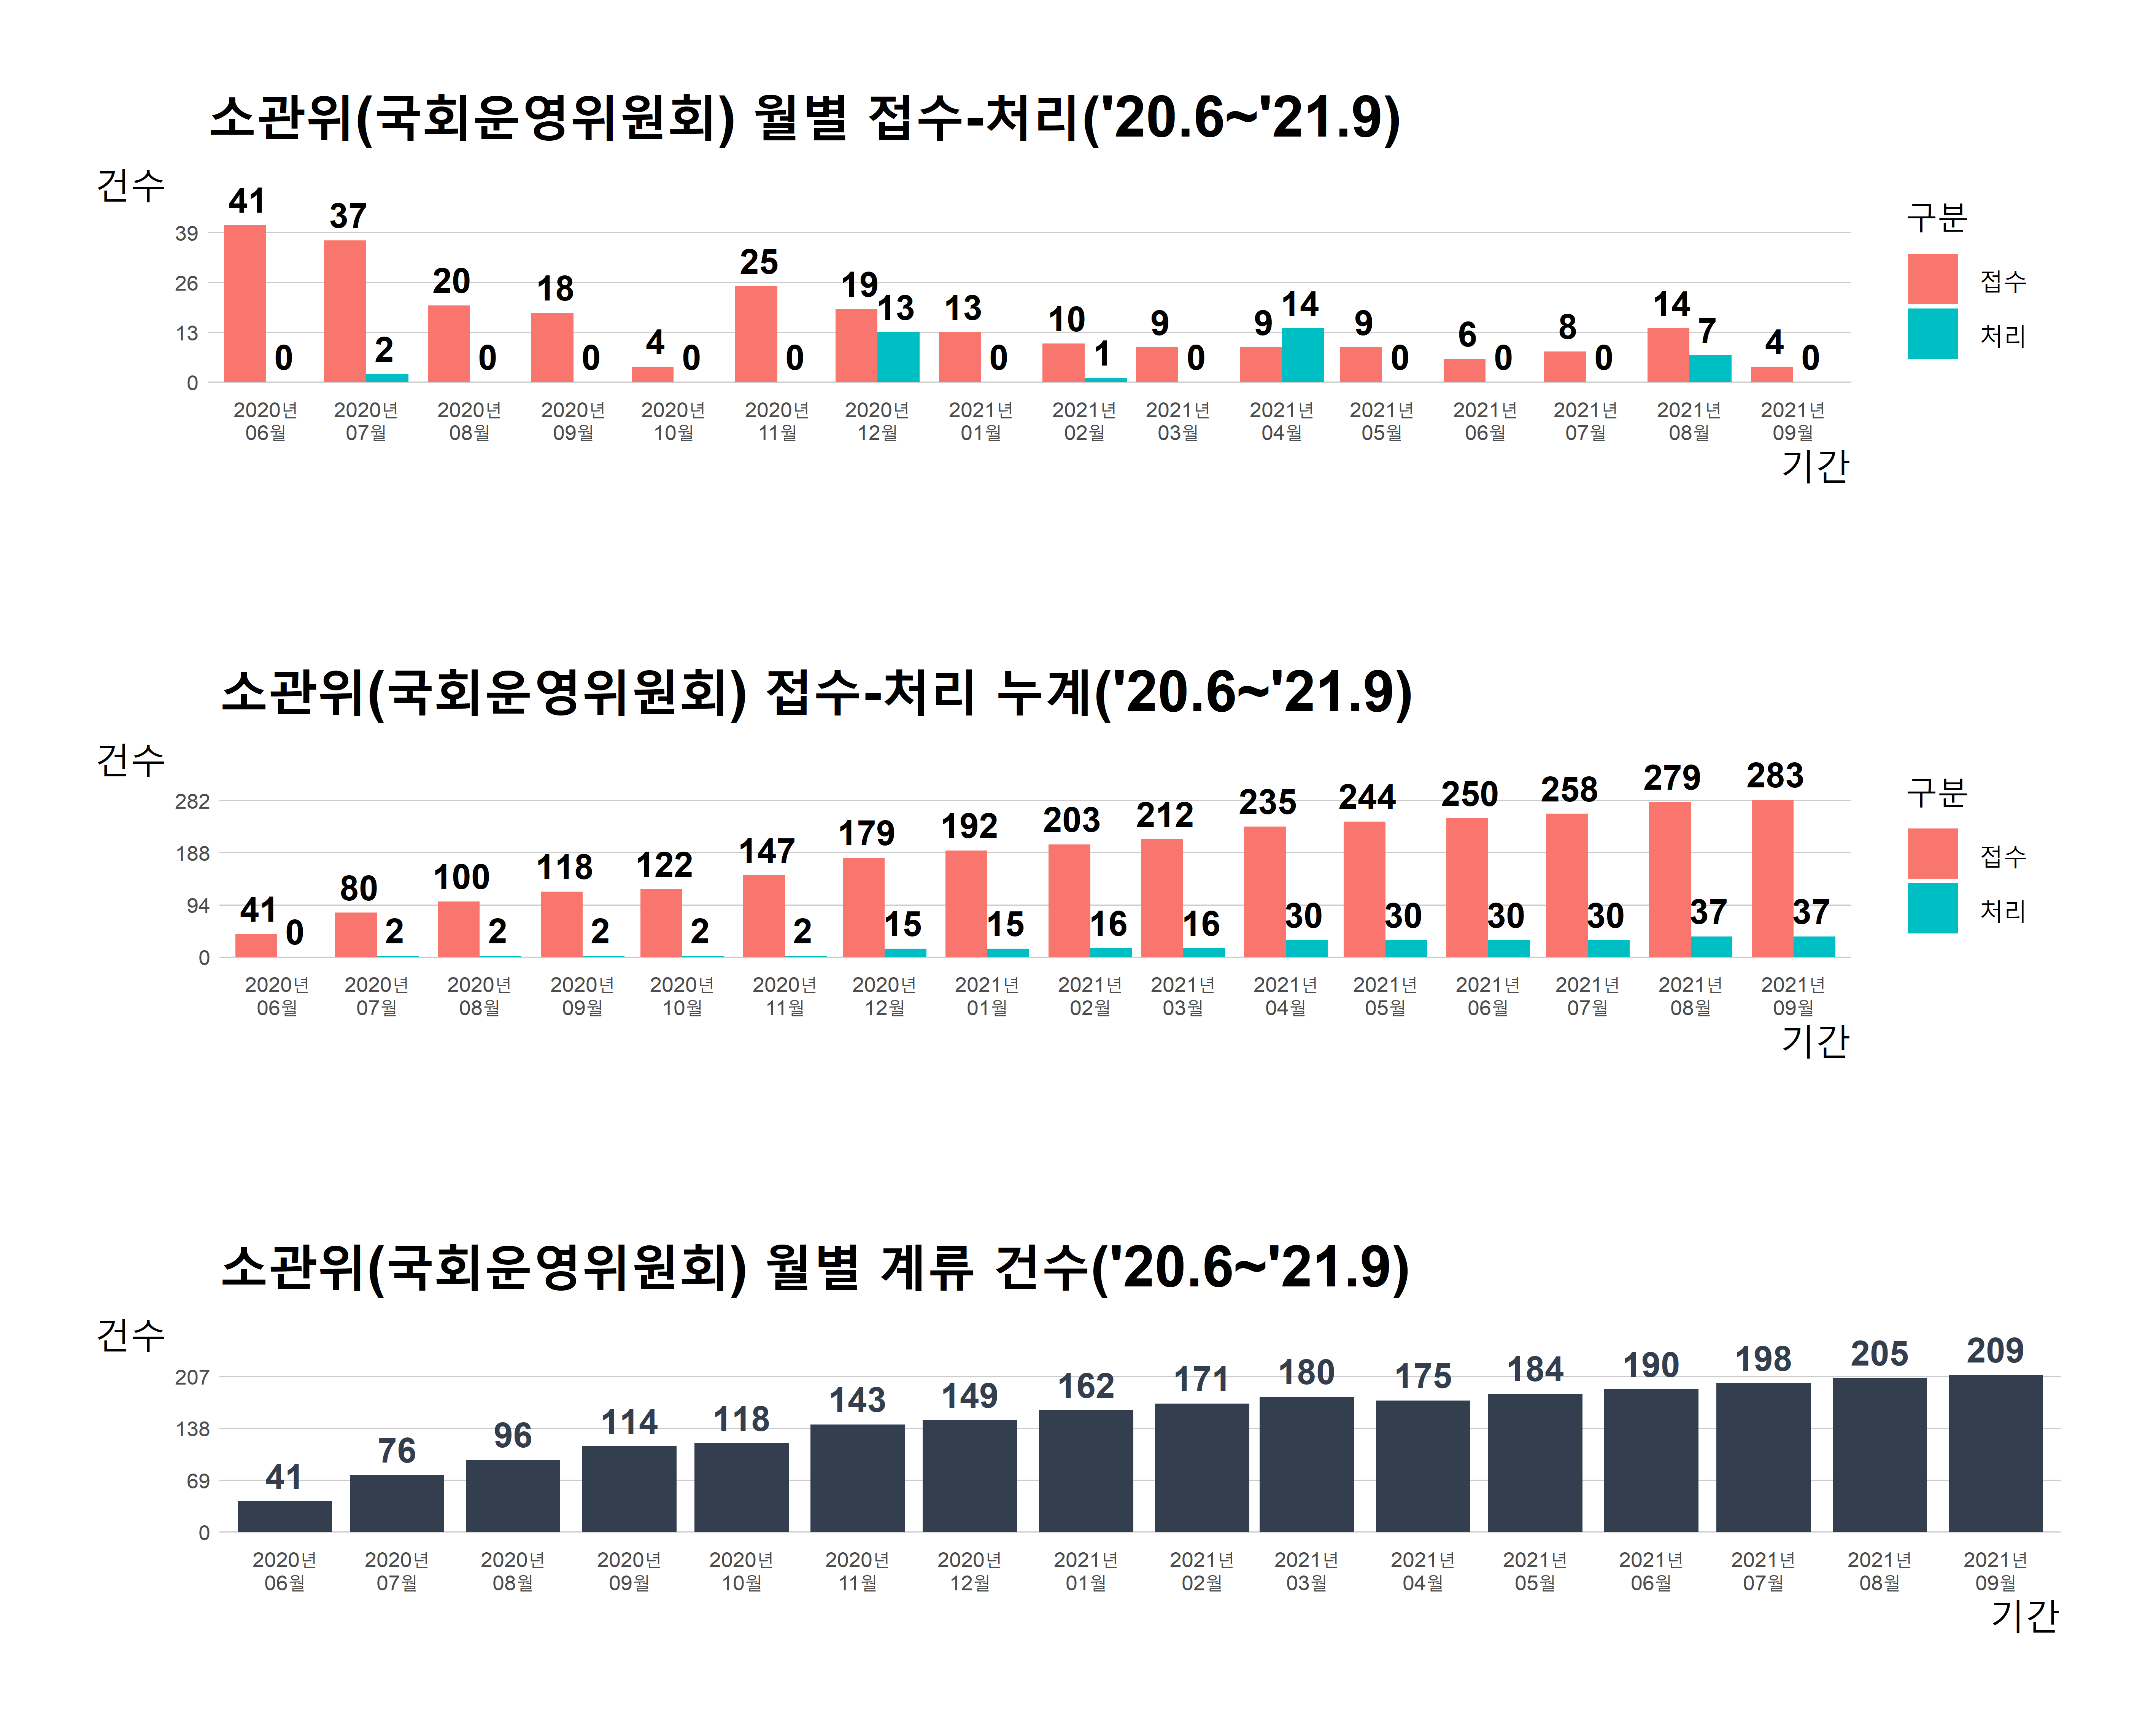 소관위(국회운영위원회) 월별 접수-처리('20.6~'21.9)
건수
41 37 20 18 4 25 19 13 13 10 9 9 14 9 6 8 14 7 4
0 2 0 0 0 0 0 1 0 0 0 0 0
39
26
13
0
구분
접수
처리
2020년 2020년 2020년 2020년 2020년 2020년 2020년 2021년 2021년 2021년 2021년 2021년 2021년 2021년 2021년 2021년
06월 07월 08월 09월 10월 11월 12월 01월 02월 03월 04월 05월 06월 07월 08월 09월
기간
소관위(국회운영위원회) 접수-처리 누계('20.6~'21.9)
건수
41 80 100 118 122 147 179 192 203 212 235 244 250 258 279 283
0 2 2 2 2 2 15 15 16 16 30 30 30 30 37 37
282
188
94
0
구분
접수
처리
2020년 2020년 2020년 2020년 2020년 2020년 2020년 2021년 2021년 2021년 2021년 2021년 2021년 2021년 2021년 2021년
06월 07월 08월 09월 10월 11월 12월 01월 02월 03월 04월 05월 06월 07월 08월 09월
기간
소관위(국회운영위원회) 월별 계류 건수('20.6~'21.9)
건수
41 76 96 114 118 143 149 162 171 180 175 184 190 198 205 209
207
138
69
0
2020년 2020년 2020년 2020년 2020년 2020년 2020년 2021년 2021년 2021년 2021년 2021년 2021년 2021년 2021년 2021년
06월 07월 08월 09월 10월 11월 12월 01월 02월 03월 04월 05월 06월 07월 08월 09월
기간